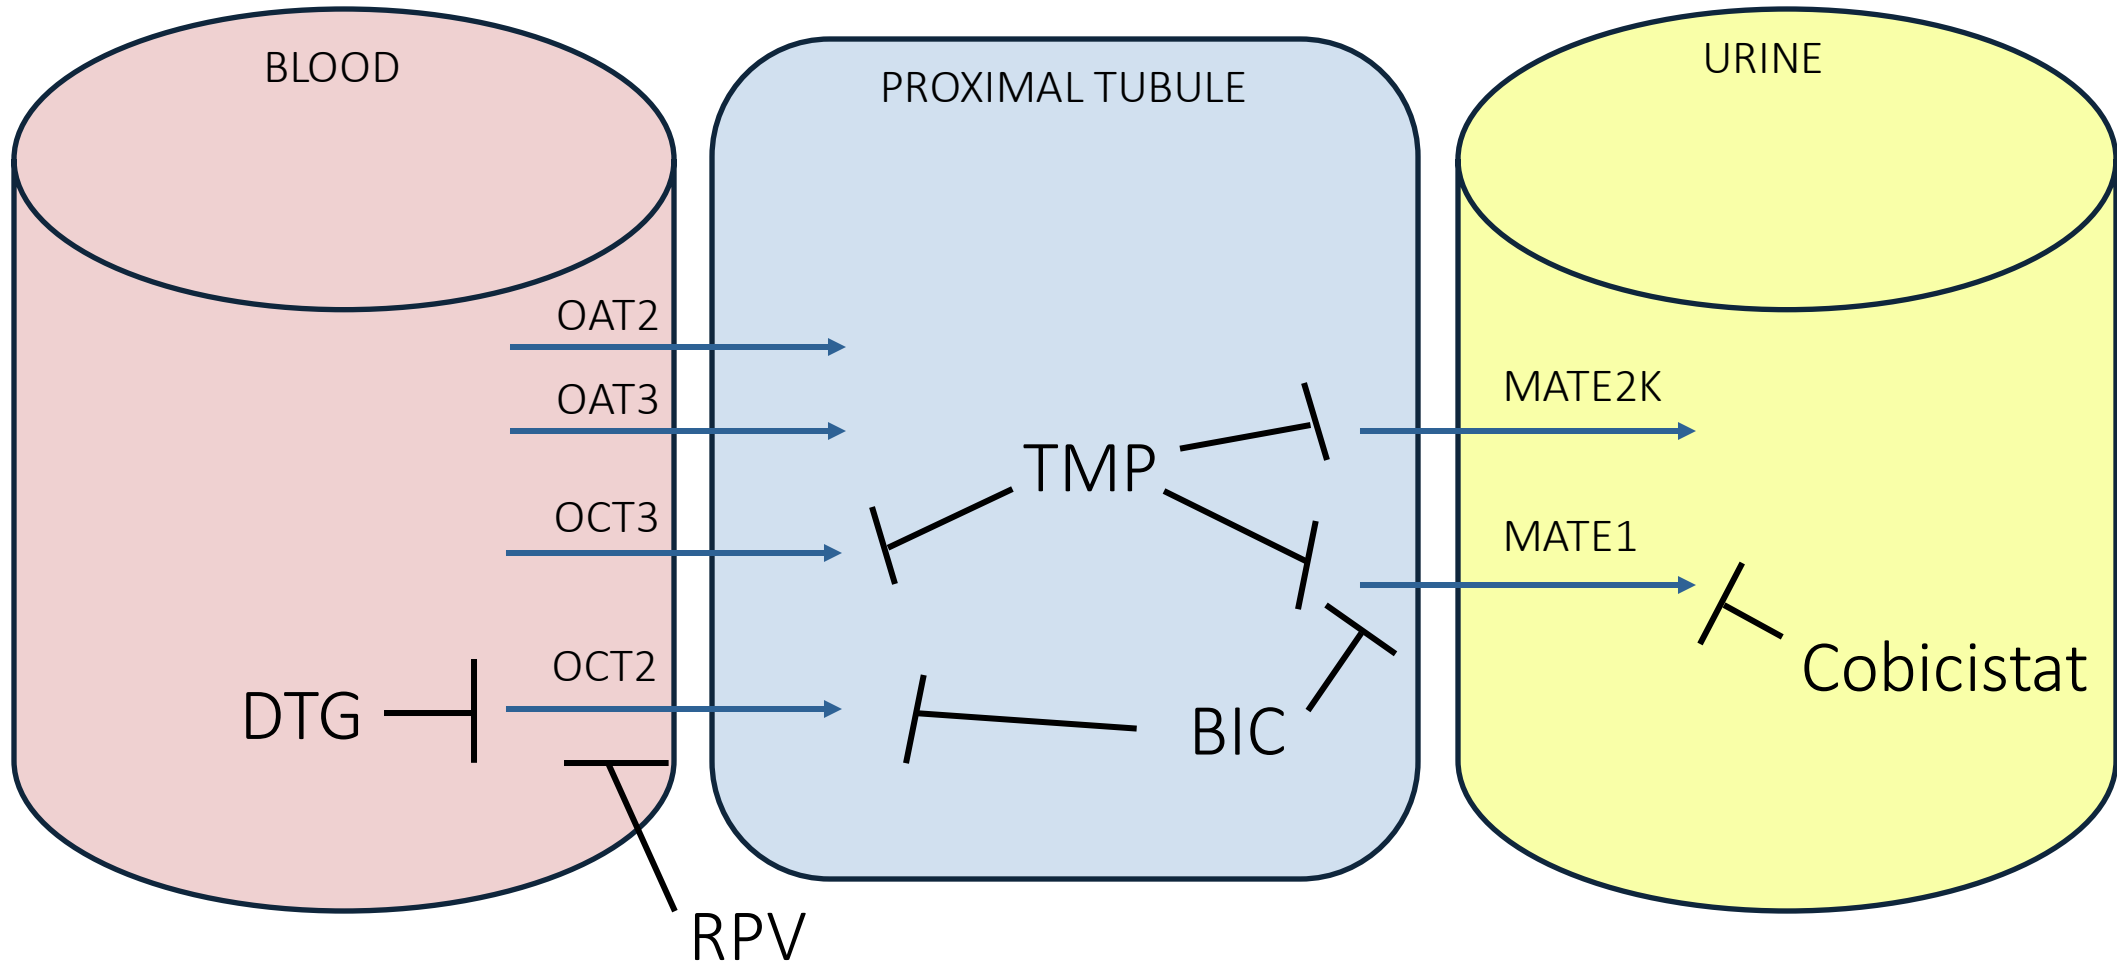 BLOOD
PROXIMAL TUBULE
URINE
OAT2
OAT3
MATE2K
TMP
OCT3
MATE1
OCT2
Cobicistat
DTG
BIC
RPV